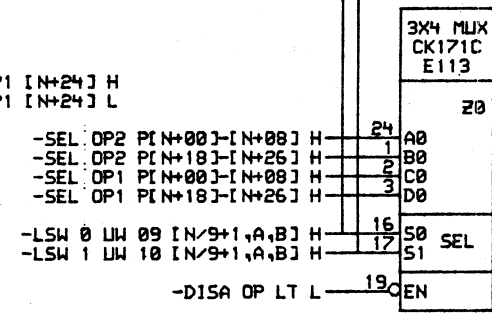 3X4 MUX
CK171C
E113
P1 [N+24] H
P1 [N+24] L
Z0
-SEL OP2 P[N+00]-[N+08] H 24 A0
-SEL OP2 P[N+18]-[N+26] H 1 B0
-SEL OP1 P[N+00]-[N+08] H 2 C0
-SEL OP1 P[N+18]-[N+26] H 3 D0
-LSW 0 UW 09 [N/9+1,A,B] H 16 S0
SEL
-LSW 1 UW 10 [N/9+1,A,B] H 17 S1
-DISA OP LT L 19 EN